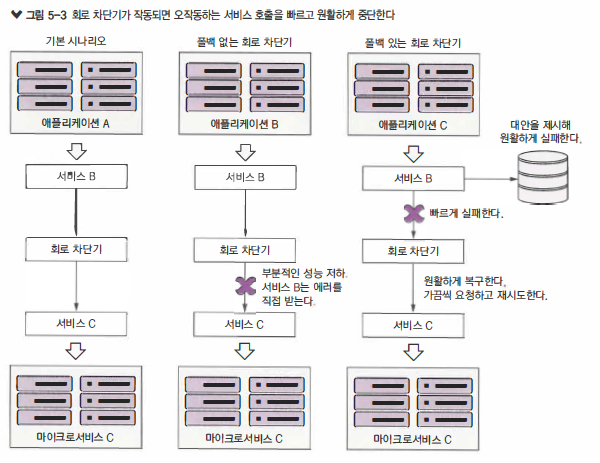 그림 5-3 회로 차단기가 작동되면 오작동하는 서비스 호출을 빠르고 원활하게 중단한다
기본 시나리오
폴백 없는 회로 차단기
폴백 있는 회로 차단기
애플리케이션 A
애플리케이션 B
애플리케이션 C
대안을 제시해
원활하게 실패한다.
서비스 B
서비스 B
서비스 B
빠르게 실패한다.
회로 차단기
회로 차단기
회로 차단기
부분적인 성능 저하.
서비스 B는 에러를
직접 받는다.
원활하게 복구한다.
가끔씩 요청하고 재시도한다.
서비스 C
서비스 C
서비스 C
마이크로서비스 C
마이크로서비스 C
마이크로서비스 C